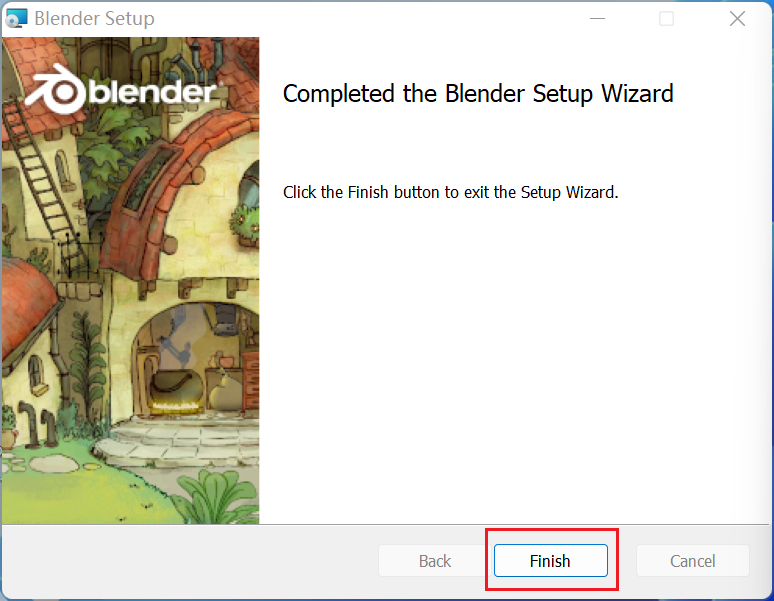 Blender Setup
blender
Completed the Blender Setup Wizard
Click the Finish button to exit the Setup Wizard.
Back
Finish
Cancel